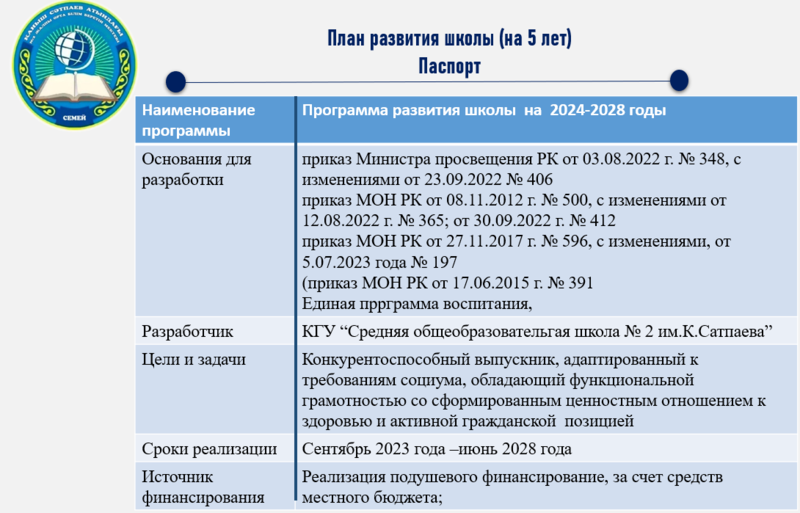 ҚАНЫШ СӘТПАЕВ АТЫНДАҒЫ
СЕМЕЙ
План развития школы (на 5 лет)
Паспорт
Наименование
программы
Программа развития школы на 2024-2028 годы
Основания для
разработки
приказ Министра просвещения РК от 03.08.2022 г. № 348, с
изменениями от 23.09.2022 № 406
приказ МОН РК от 08.11.2012 г. № 500, с изменениями от
12.08.2022 г. № 365; от 30.09.2022 г. № 412
приказ МОН РК от 27.11.2017 г. № 596, с изменениями, от
5.07.2023 года № 197
(приказ МОН РК от 17.06.2015 г. № 391
Единая пррграмма воспитания,
Разработчик
КГУ “Средняя общеобразовательгая школа № 2 им.К.Сатпаева”
Цели и задачи
Конкурентоспособный выпускник, адаптированный к
требованиям социума, обладающий функциональной
грамотностью со сформированным ценностным отношением к
здоровью и активной гражданской позицией
Сроки реализации
Сентябрь 2023 года –июнь 2028 года
Источник
финансирования
Реализация подушевого финансирование, за счет средств
местного бюджета;